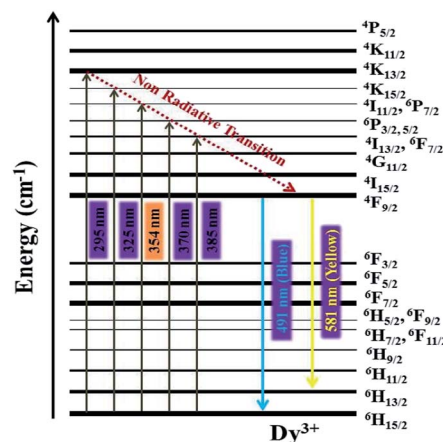 ⁴P₅/₂
⁴K₁₁/₂
⁴K₁₃/₂
⁴K₁₅/₂
⁴I₁₁/₂, ⁶P₇/₂
⁶P₃/₂,₅/₂
⁴I₁₃/₂, ⁶F₇/₂
⁴G₁₁/₂
⁴I₁₅/₂
⁴F₉/₂
Non Radiative Transition
Energy (cm⁻¹)
295 nm
325 nm
354 nm
370 nm
385 nm
491 nm (Blue)
581 nm (Yellow)
⁶F₃/₂
⁶F₅/₂
⁶F₇/₂
⁶H₅/₂, ⁶F₉/₂
⁶H₇/₂, ⁶F₁₁/₂
⁶H₉/₂
⁶H₁₁/₂
⁶H₁₃/₂
⁶H₁₅/₂
Dy³⁺